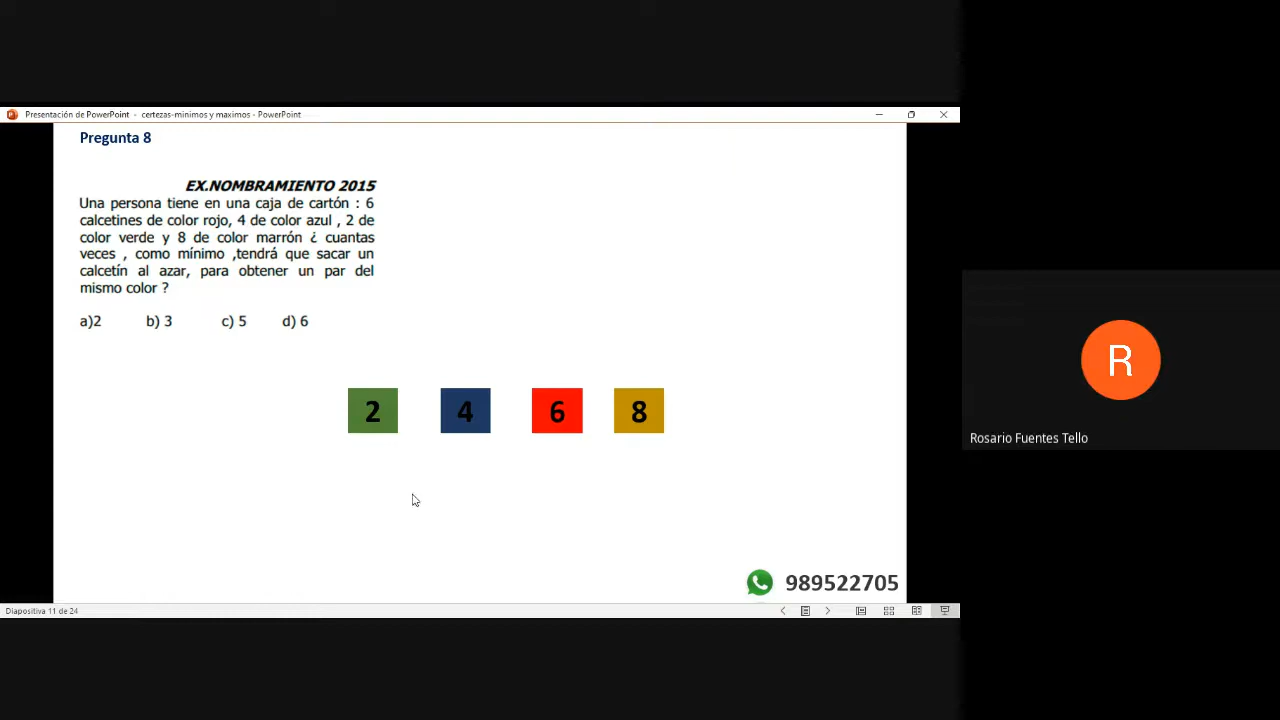 Presentación de PowerPoint - certezas-minimos y maximos - PowerPoint
Pregunta 8
EX.NOMBRAMIENTO 2015
Una persona tiene en una caja de cartón : 6
calcetines de color rojo, 4 de color azul , 2 de
color verde y 8 de color marrón ¿ cuantas
veces , como mínimo ,tendrá que sacar un
calcetín al azar, para obtener un par del
mismo color ?
a)2 b) 3 c) 5 d) 6
2 4 6 8
R
Rosario Fuentes Tello
989522705
Diapositiva 11 de 24